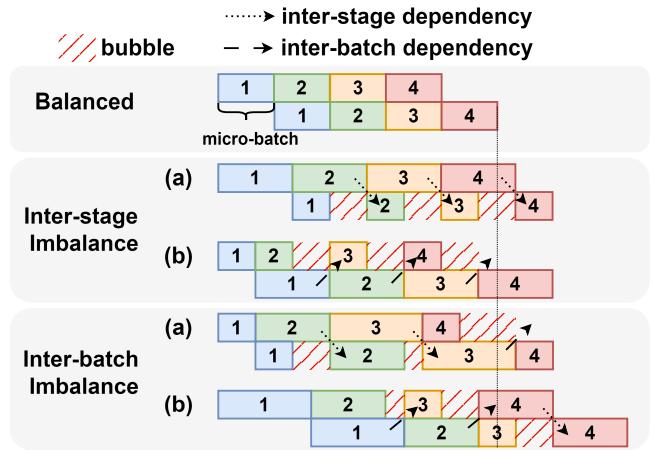 inter-stage dependency
bubble inter-batch dependency
Balanced
1 2 3 4
1 2 3 4
micro-batch
Inter-stage
Imbalance
(a)
1 2 3 4
1 2 3 4
(b)
1 2 3 4
1 2 3 4
Inter-batch
Imbalance
(a)
1 2 3 4
1 2 3 4
(b)
1 2 3 4
1 2 3 4